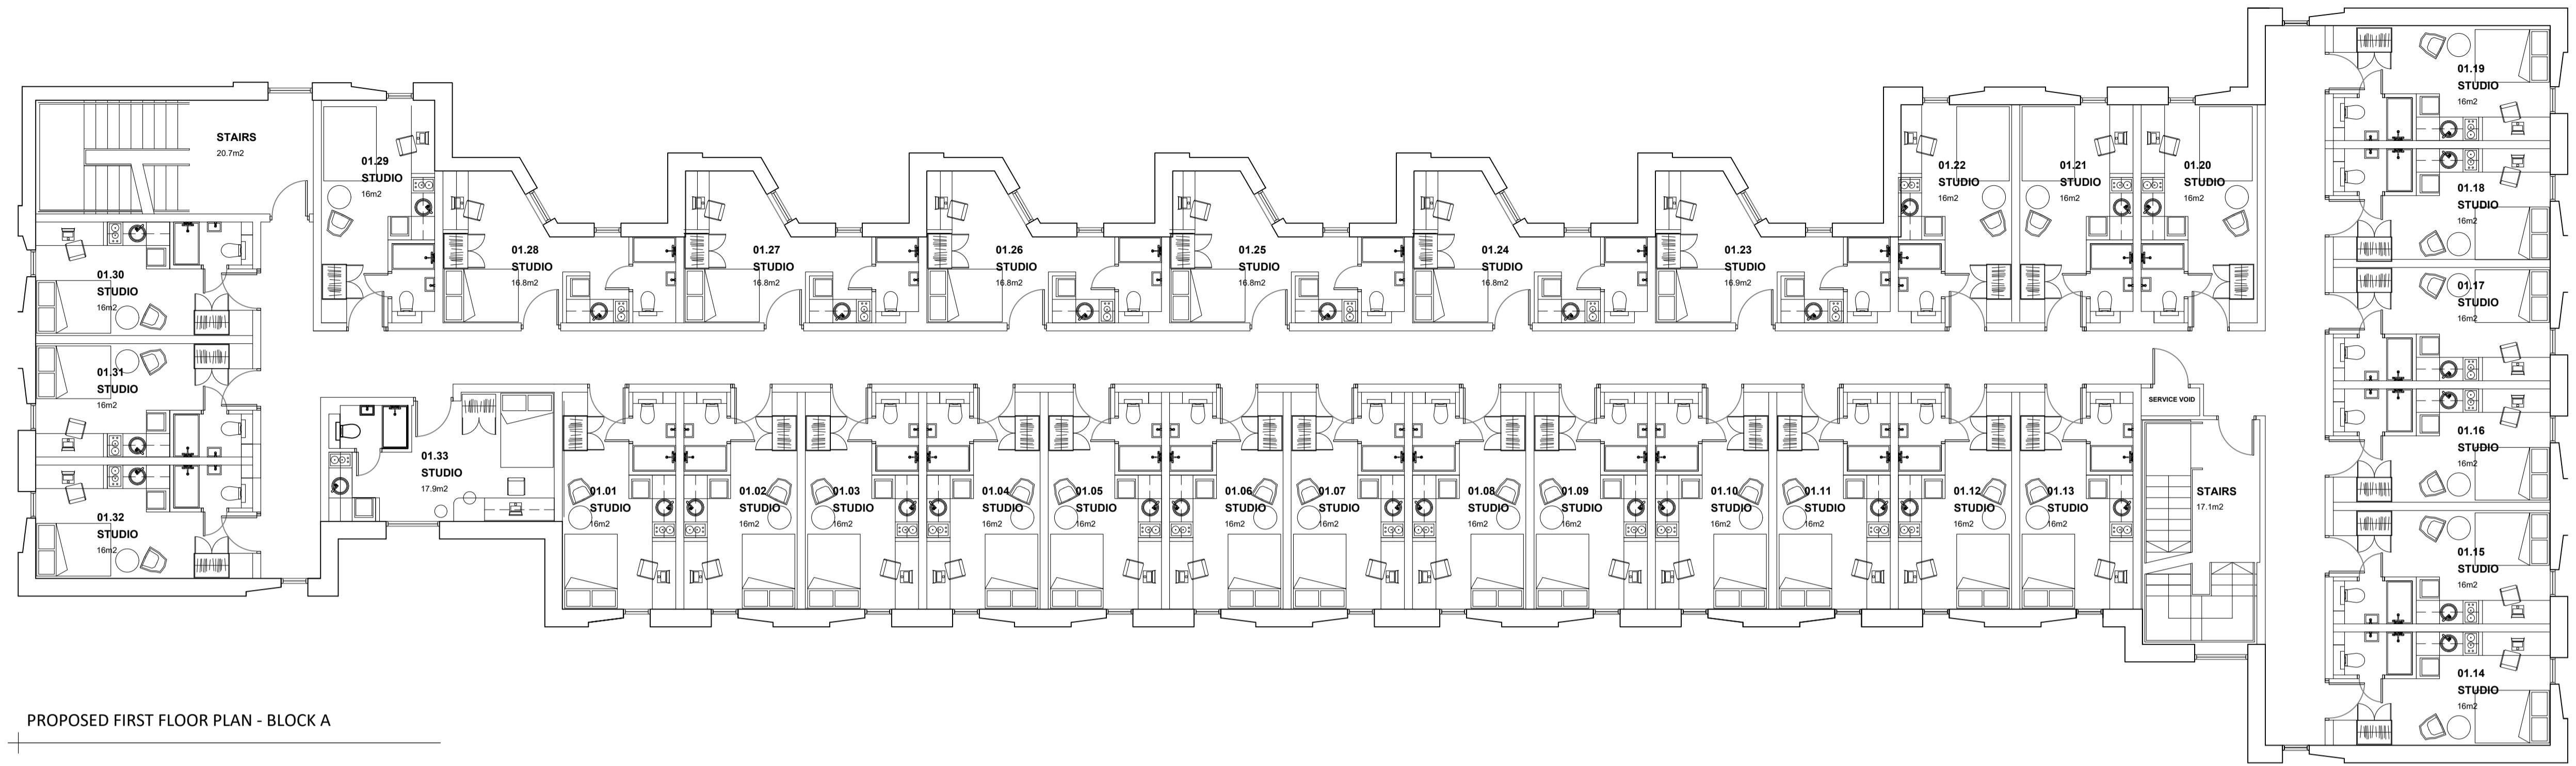 01.19
STUDIO
16m2
STAIRS
20.7m2
01.29
STUDIO
16m2
01.22
STUDIO
16m2
01.21
STUDIO
16m2
01.20
STUDIO
16m2
01.18
STUDIO
16m2
01.30
STUDIO
16m2
01.28
STUDIO
16.8m2
01.27
STUDIO
16.8m2
01.26
STUDIO
16.8m2
01.25
STUDIO
16.8m2
01.24
STUDIO
16.8m2
01.23
STUDIO
16.9m2
01.17
STUDIO
16m2
01.31
STUDIO
16m2
SERVICE VOID
01.16
STUDIO
16m2
01.33
STUDIO
17.9m2
01.32
STUDIO
16m2
01.01
STUDIO
16m2
01.02
STUDIO
16m2
01.03
STUDIO
16m2
01.04
STUDIO
16m2
01.05
STUDIO
16m2
01.06
STUDIO
16m2
01.07
STUDIO
16m2
01.08
STUDIO
16m2
01.09
STUDIO
16m2
01.10
STUDIO
16m2
01.11
STUDIO
16m2
01.12
STUDIO
16m2
01.13
STUDIO
16m2
STAIRS
17.1m2
01.15
STUDIO
16m2
01.14
STUDIO
16m2
PROPOSED FIRST FLOOR PLAN - BLOCK A